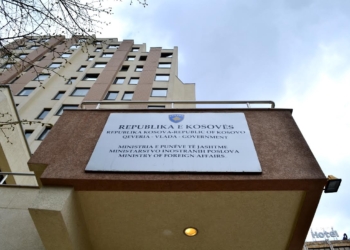 REPUBLIKA E KOSOVËS
REPUBLIKA KOSOVA-REPUBLIC OF KOSOVO
QEVERIA - VLADA - GOVERNMENT
MINISTRIA E PUNËVE TË JASHTME
MINISTARSTVO INOSTRANIH POSLOVA
MINISTRY OF FOREIGN AFFAIRS
Hotel